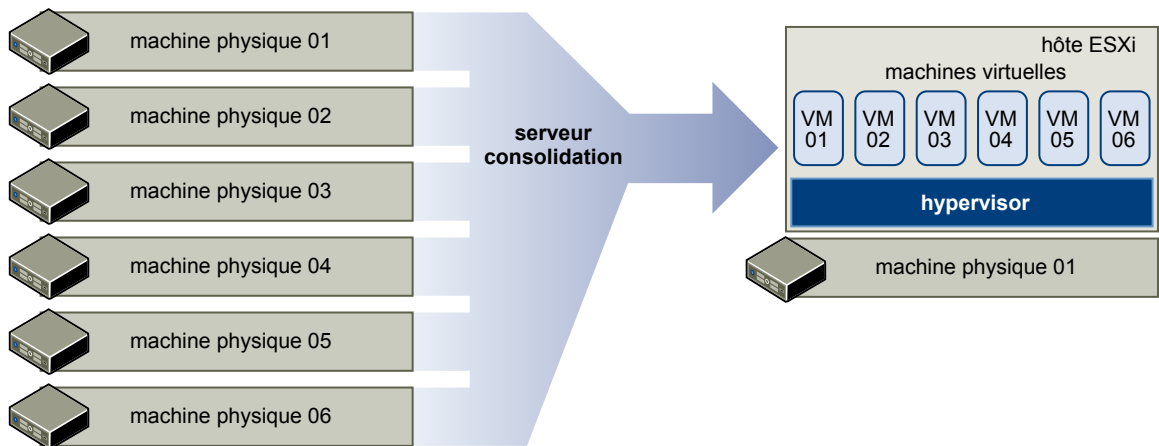 machine physique 01
machine physique 02
machine physique 03
machine physique 04
machine physique 05
machine physique 06
serveur
consolidation
hôte ESXi
machines virtuelles
VM
01
VM
02
VM
03
VM
04
VM
05
VM
06
hypervisor
machine physique 01